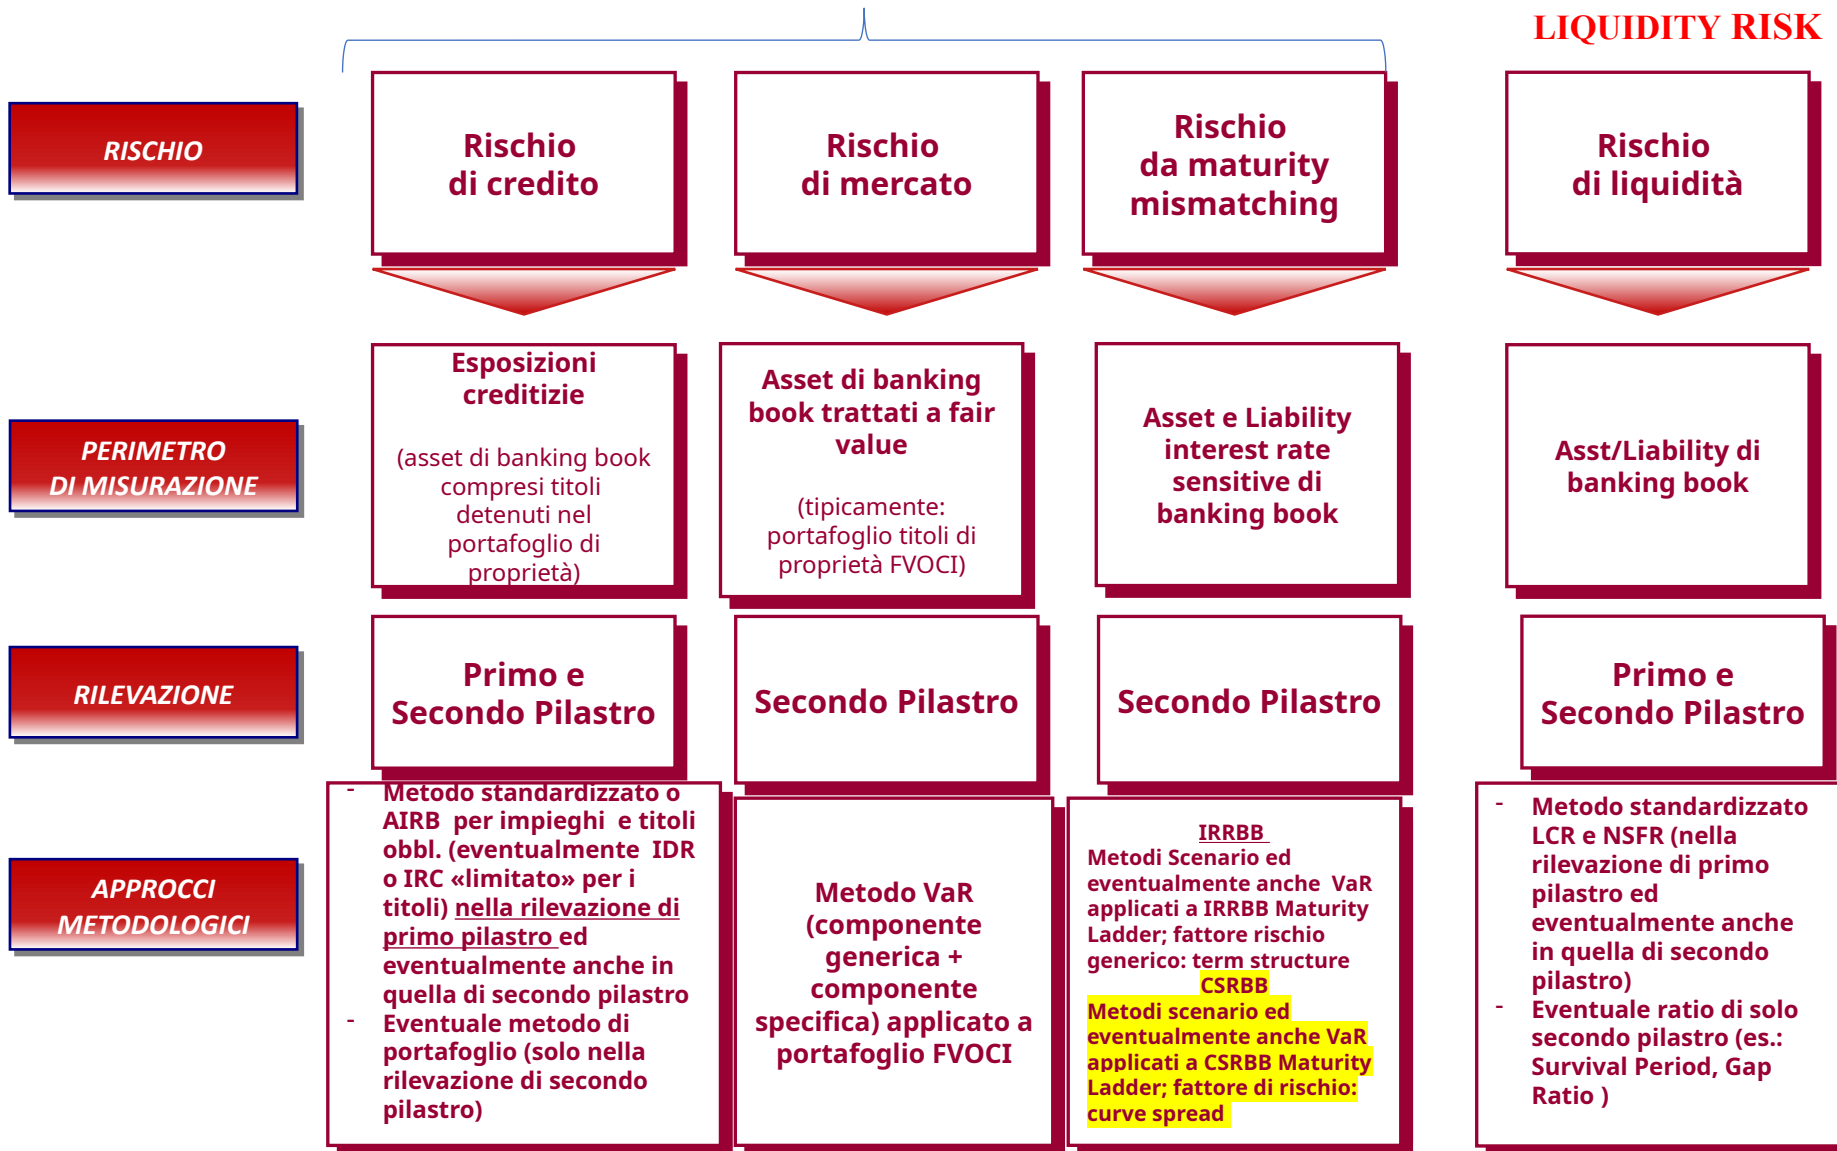 LIQUIDITY RISK
RISCHIO
Rischio
di credito
Rischio
di mercato
Rischio
da maturity
mismatching
Rischio
di liquidità
PERIMETRO
DI MISURAZIONE
Esposizioni
creditizie
(asset di banking book
compresi titoli
detenuti nel
portafoglio di
proprietà)
Asset di banking
book trattati a fair
value
(tipicamente:
portafoglio titoli di
proprietà FVOCI)
Asset e Liability
interest rate
sensitive di
banking book
Asst/Liability di
banking book
RILEVAZIONE
Primo e
Secondo Pilastro
Secondo Pilastro
Secondo Pilastro
Primo e
Secondo Pilastro
APPROCCI
METODOLOGICI
- Metodo standardizzato o
AIRB per impieghi e titoli
obbl. (eventualmente IDR
o IRC «limitato» per i
titoli) nella rilevazione di
primo pilastro ed
eventualmente anche in
quella di secondo pilastro
- Eventuale metodo di
portafoglio (solo nella
rilevazione di secondo
pilastro)
Metodo VaR
(componente
generica +
componente
specifica) applicato a
portafoglio FVOCI
IRRBB
Metodi Scenario ed
eventualmente anche VaR
applicati a IRRBB Maturity
Ladder; fattore rischio
generico: term structure
CSRBB
Metodi scenario ed
eventualmente anche VaR
applicati a CSRBB Maturity
Ladder; fattore di rischio:
curve spread
- Metodo standardizzato
LCR e NSFR (nella
rilevazione di primo
pilastro ed
eventualmente anche
in quella di secondo
pilastro)
- Eventuale ratio di solo
secondo pilastro (es.:
Survival Period, Gap
Ratio )